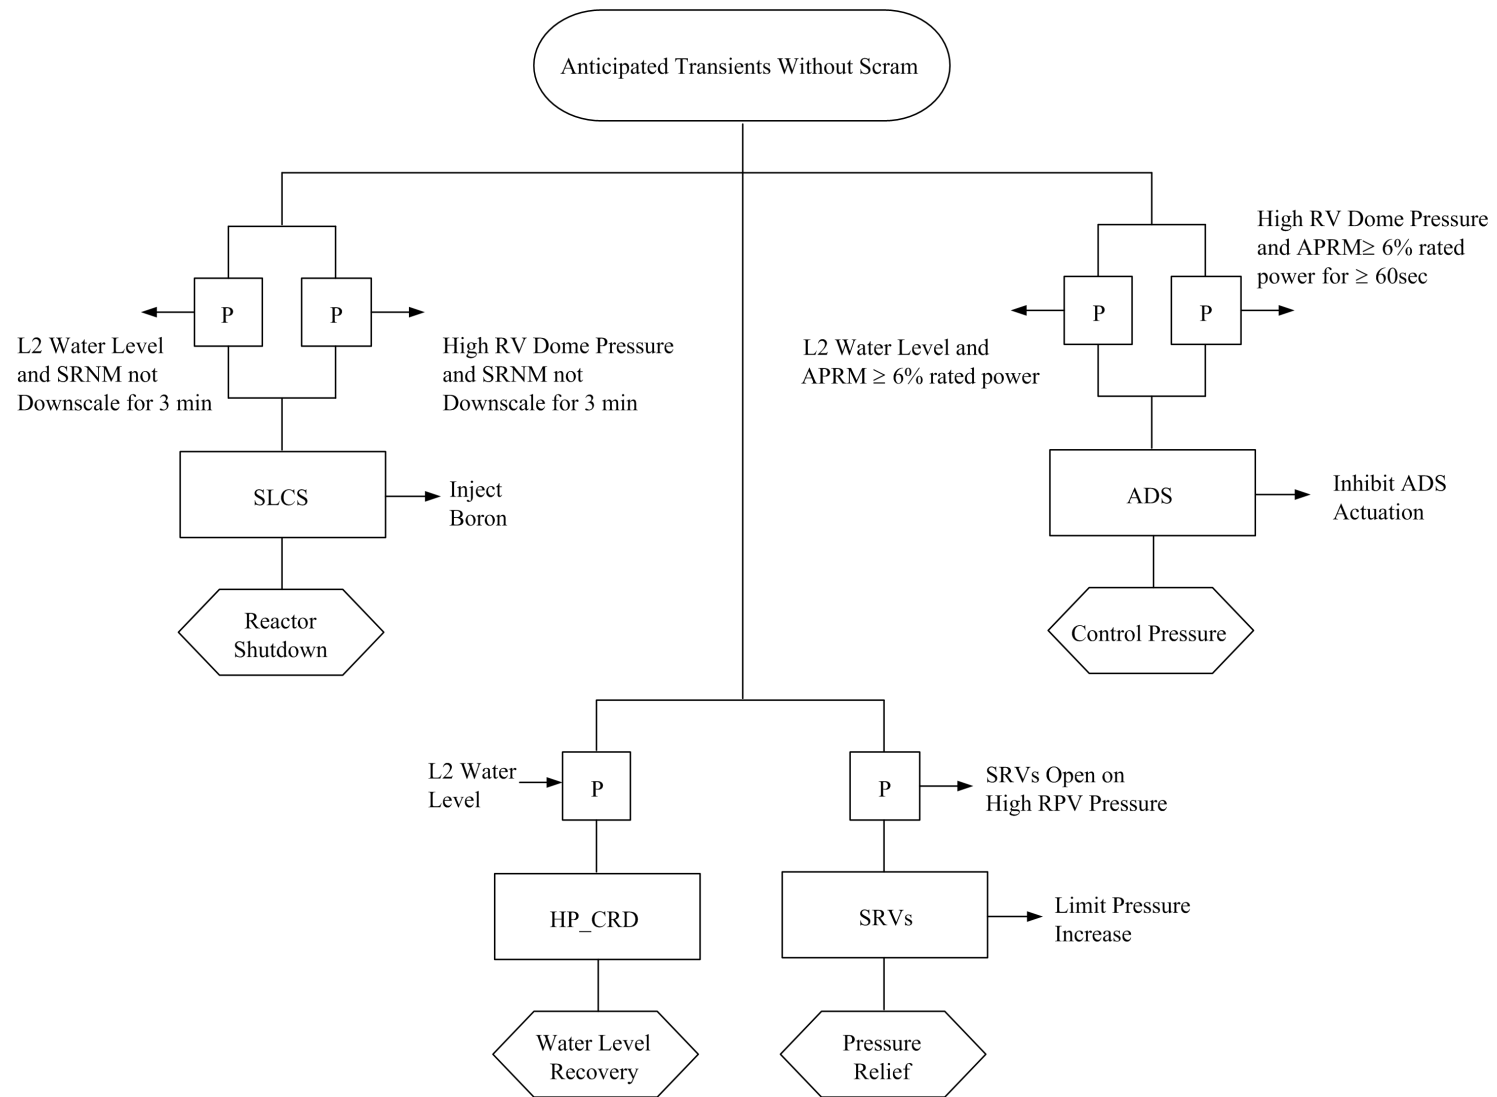 Anticipated Transients Without Scram
High RV Dome Pressure
and APRM≥ 6% rated
power for ≥ 60sec
P
P
P
P
L2 Water Level
and SRNM not
Downscale for 3 min
High RV Dome Pressure
and SRNM not
Downscale for 3 min
L2 Water Level and
APRM ≥ 6% rated power
SLCS
Inject
Boron
ADS
Inhibit ADS
Actuation
Reactor
Shutdown
Control Pressure
L2 Water
Level
P
P
SRVs Open on
High RPV Pressure
HP_CRD
SRVs
Limit Pressure
Increase
Water Level
Recovery
Pressure
Relief